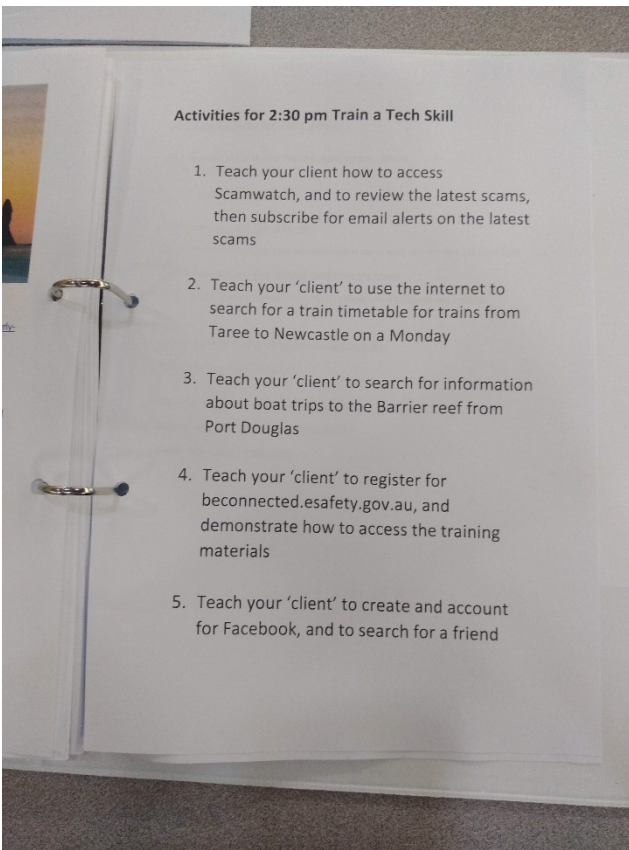 Activities for 2:30 pm Train a Tech Skill
1. Teach your client how to access
Scamwatch, and to review the latest scams,
then subscribe for email alerts on the latest
scams
2. Teach your ‘client’ to use the internet to
search for a train timetable for trains from
Taree to Newcastle on a Monday
3. Teach your ‘client’ to search for information
about boat trips to the Barrier reef from
Port Douglas
4. Teach your ‘client’ to register for
beconnected.esafety.gov.au, and
demonstrate how to access the training
materials
5. Teach your ‘client’ to create and account
for Facebook, and to search for a friend